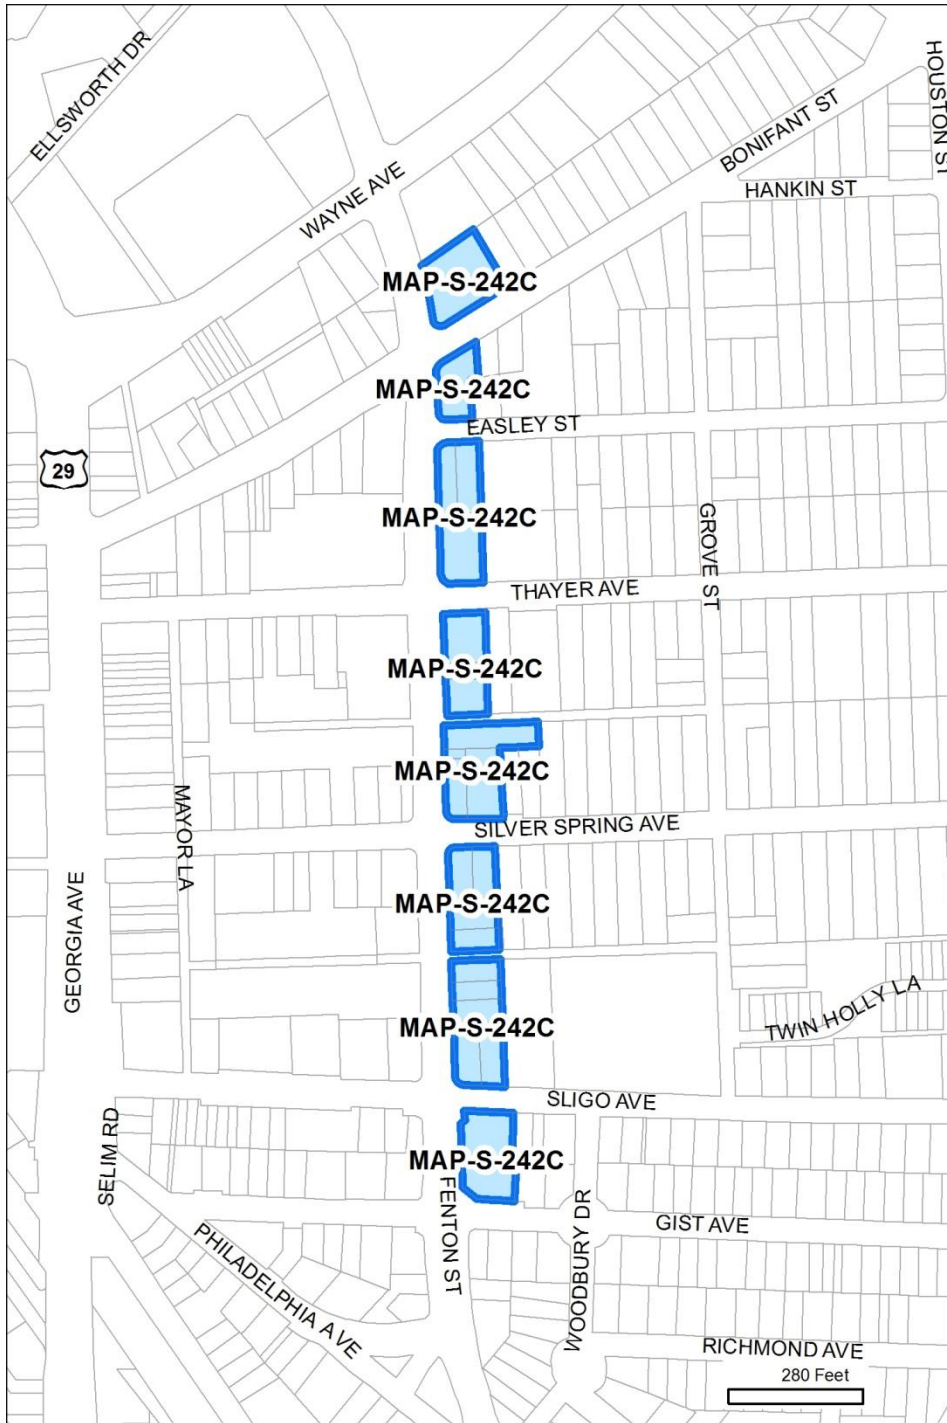 ELLSWORTH DR
WAYNE AVE
BONIFANT ST
HOUSTON ST
HANKIN ST
MAP-S-242C
MAP-S-242C
EASLEY ST
29
MAP-S-242C
GROVE ST
THAYER AVE
MAP-S-242C
MAP-S-242C
MAYOR LA
SILVER SPRING AVE
GEORGIA AVE
MAP-S-242C
TWIN HOLLY LA
MAP-S-242C
SLIGO AVE
SELIM RD
MAP-S-242C
FENTON ST
GIST AVE
WOODBURY DR
PHILADELPHIA AVE
RICHMOND AVE
280 Feet